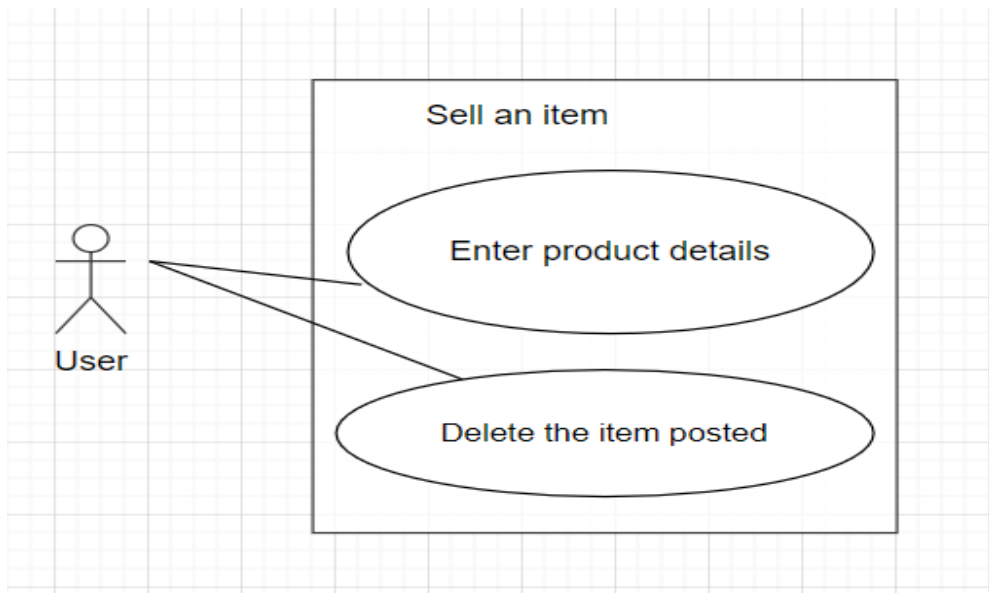 Sell an item
Enter product details
User
Delete the item posted